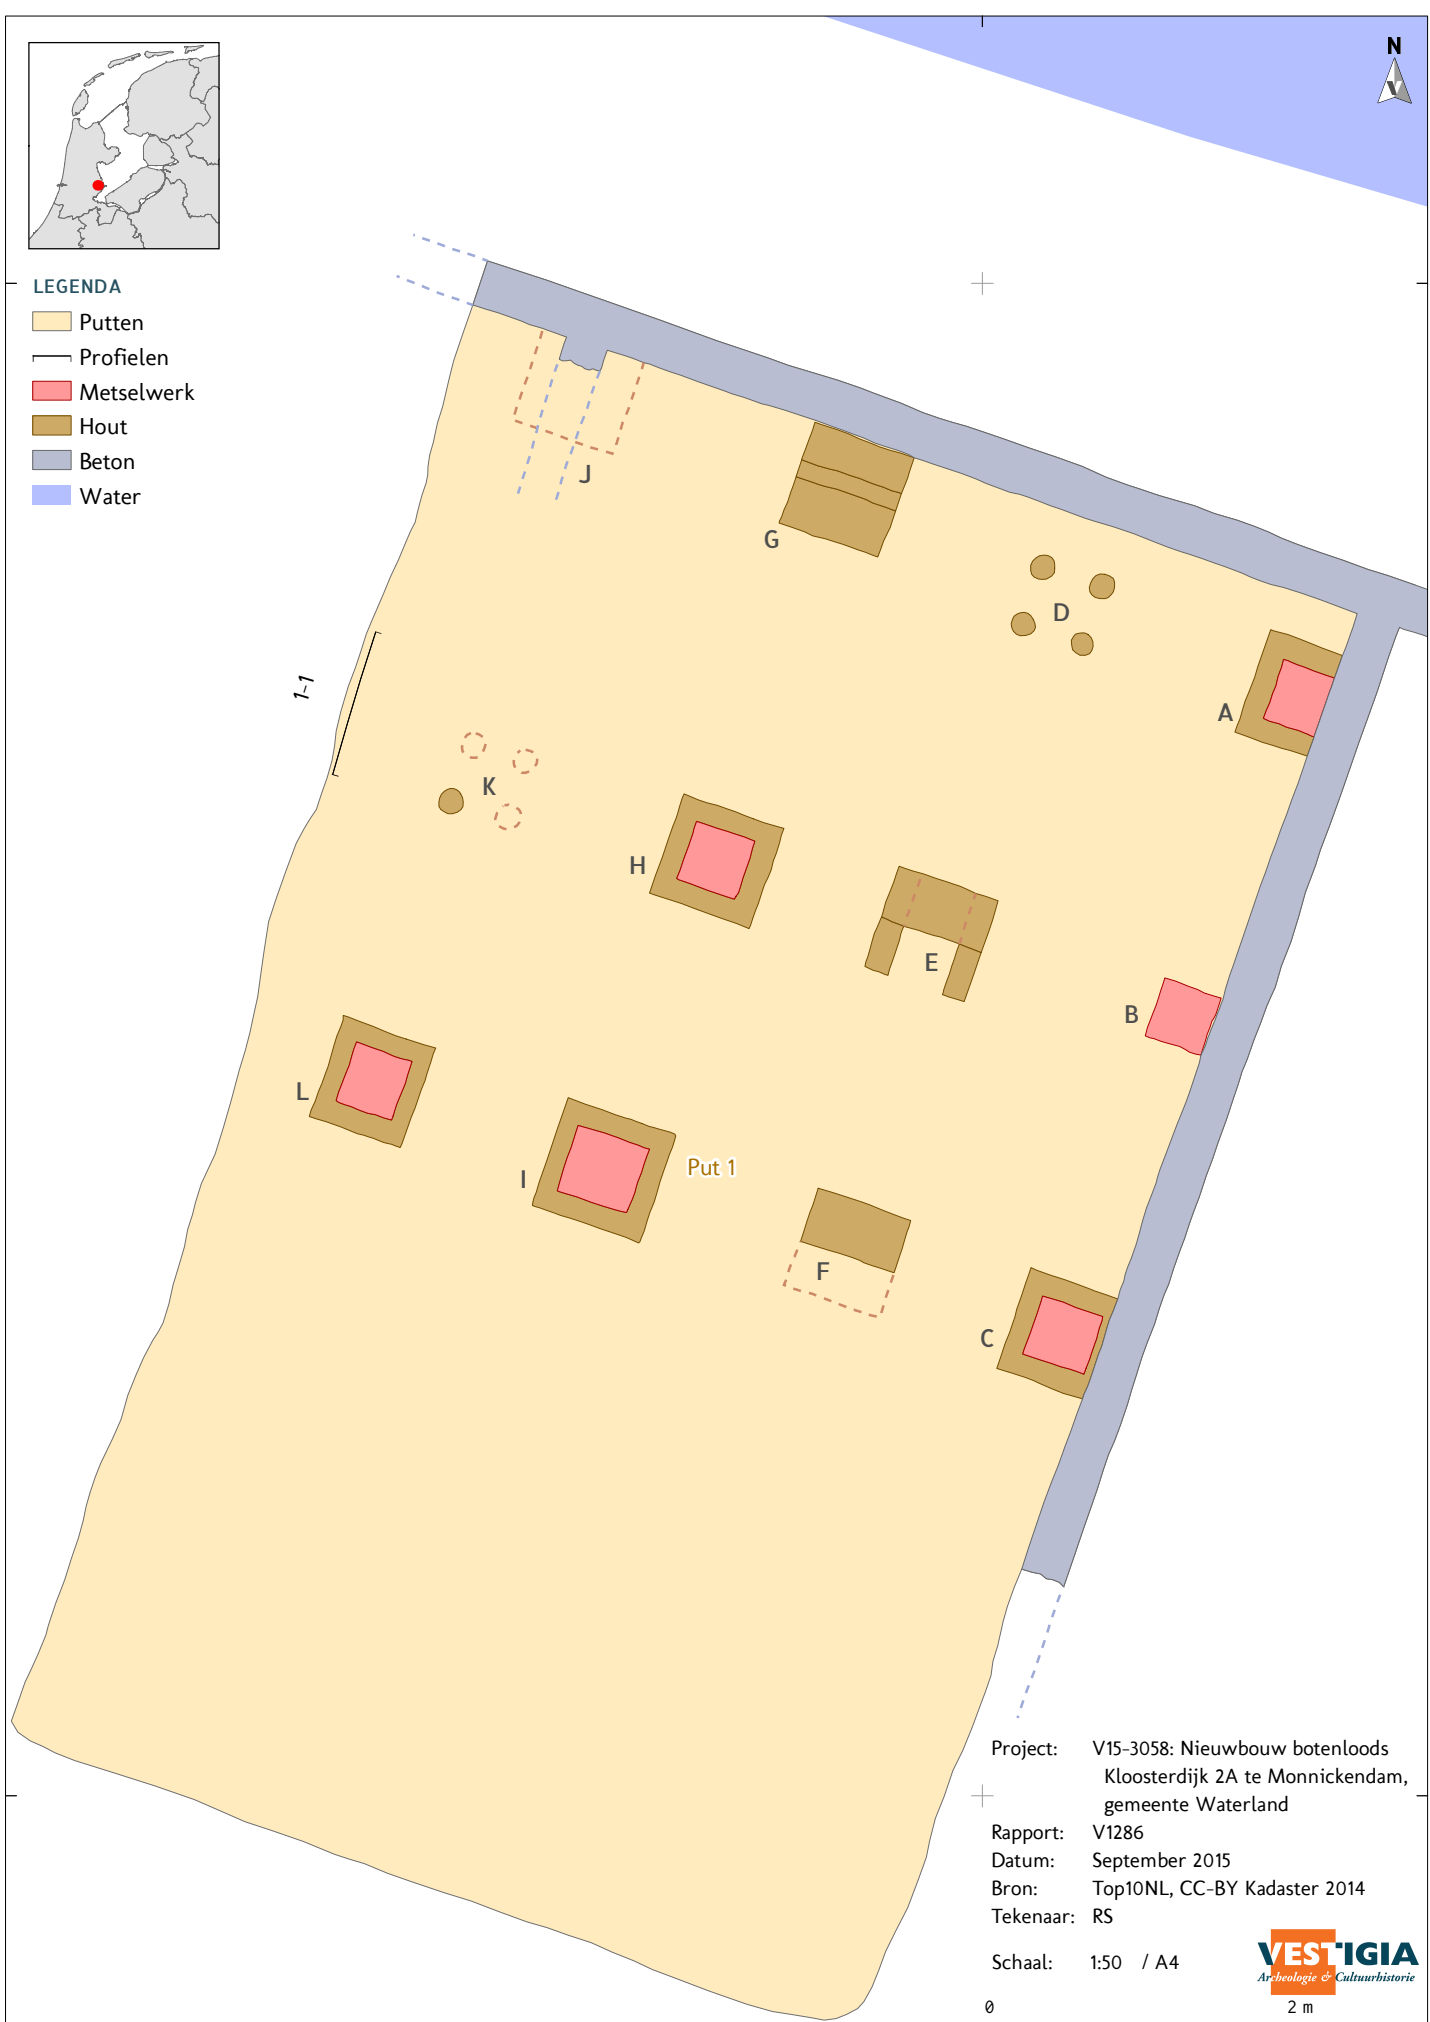 N
LEGENDA
Putten
Profielen
Metselwerk
Hout
Beton
Water
J
G
D
1-1
A
K
H
E
B
L
I
Put 1
F
C
Project: V15-3058: Nieuwbouw botenloods
Kloosterdijk 2A te Monnickendam,
gemeente Waterland
Rapport: V1286
Datum: September 2015
Bron: Top10NL, CC-BY Kadaster 2014
Tekenaar: RS
Schaal: 1:50 / A4
VESTIGIA
Archeologie & Cultuurhistorie
0 2 m